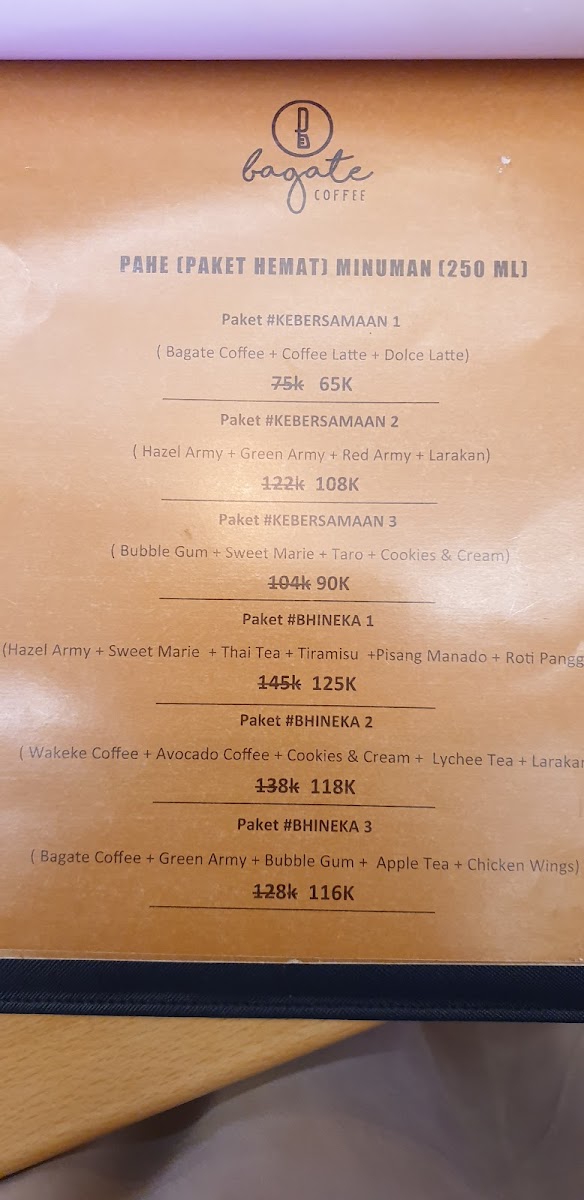 bagate
COFFEE
PAHE (PAKET HEMAT) MINUMAN (250 ML)
Paket #KEBERSAMAAN 1
( Bagate Coffee + Coffee Latte + Dolce Latte)
75k 65K
Paket #KEBERSAMAAN 2
( Hazel Army + Green Army + Red Army + Larakan)
122k 108K
Paket #KEBERSAMAAN 3
( Bubble Gum + Sweet Marie + Taro + Cookies & Cream)
104k 90K
Paket #BHINEKA 1
(Hazel Army + Sweet Marie + Thai Tea + Tiramisu +Pisang Manado + Roti Pangg
145k 125K
Paket #BHINEKA 2
( Wakeke Coffee + Avocado Coffee + Cookies & Cream + Lychee Tea + Larakan
138k 118K
Paket #BHINEKA 3
( Bagate Coffee + Green Army + Bubble Gum + Apple Tea + Chicken Wings)
128k 116K